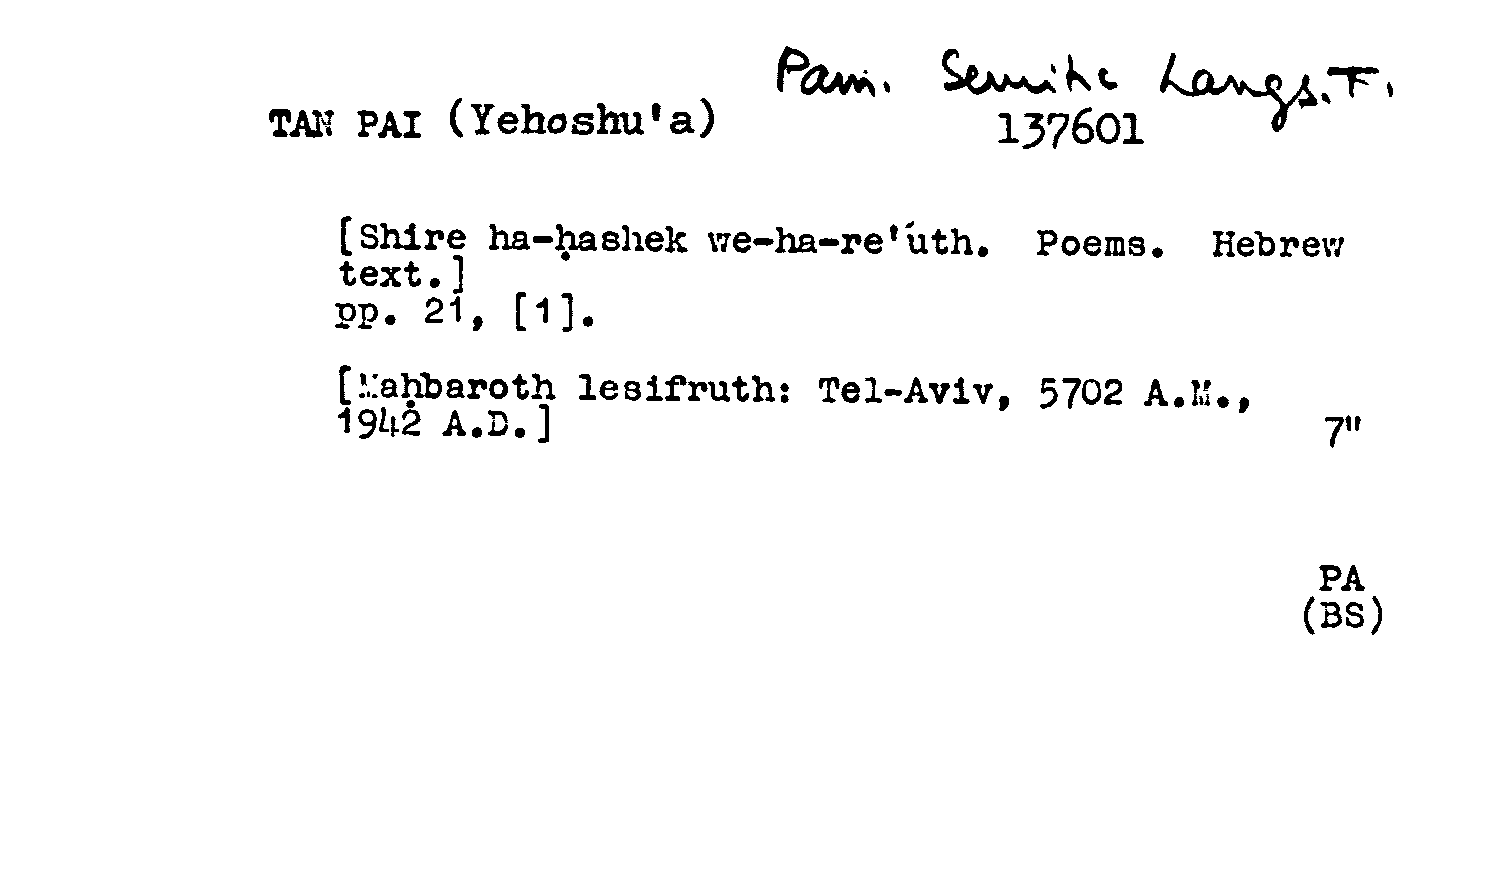 Pam. Semitic Langs. F.
TAN PAI (Yehoshu'a) 137601
[Shire ha-ḥashek we-ha-re'uth. Poems. Hebrew
text.]
pp. 21, [1].
[Maḥbaroth lesifruth: Tel-Aviv, 5702 A.M.,
1942 A.D.] 7"
PA
(BS)